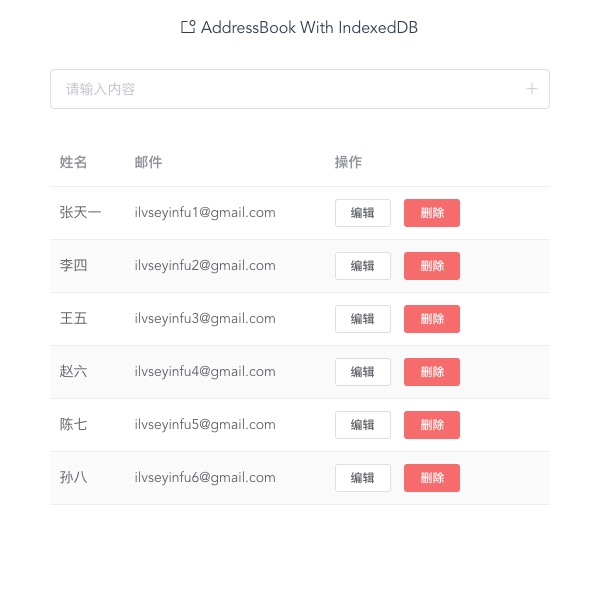 AddressBook With IndexedDB
请输入内容
姓名 邮件 操作
张天一 ilvseyinfu1@gmail.com 编辑 删除
李四 ilvseyinfu2@gmail.com 编辑 删除
王五 ilvseyinfu3@gmail.com 编辑 删除
赵六 ilvseyinfu4@gmail.com 编辑 删除
陈七 ilvseyinfu5@gmail.com 编辑 删除
孙八 ilvseyinfu6@gmail.com 编辑 删除